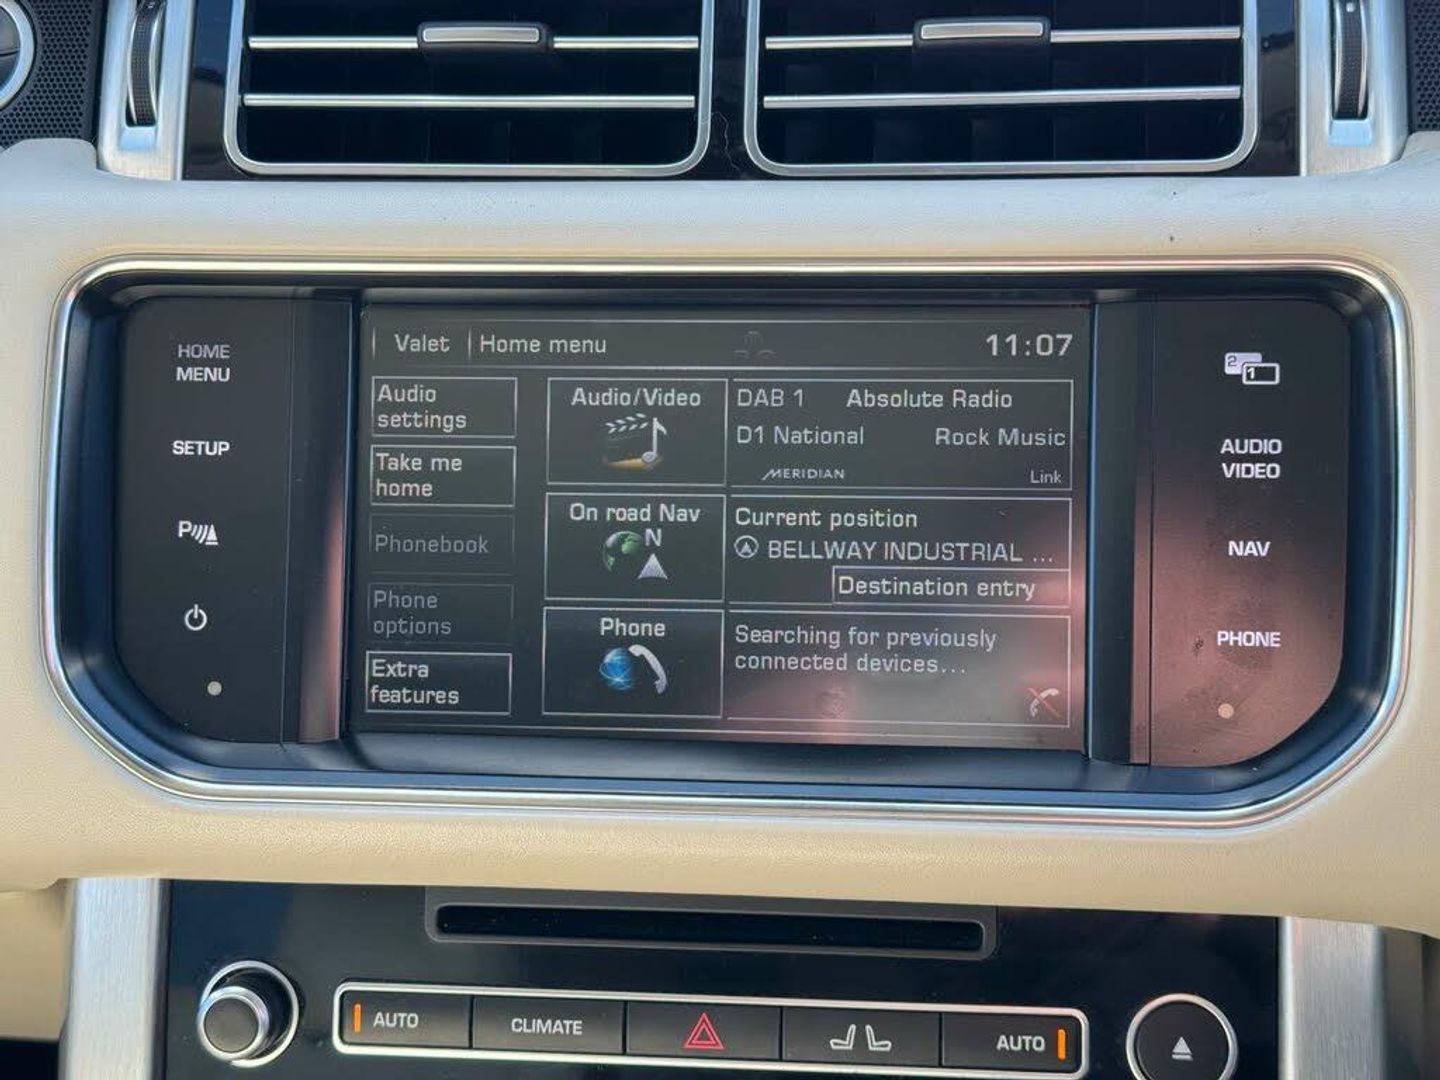 HOME
MENU
SETUP
P
Valet
Home menu
11:07
Audio
settings
Take me
home
Phonebook
Phone
options
Extra
features
Audio/Video
DAB 1 Absolute Radio
D1 National Rock Music
MERIDIAN Link
On road Nav
N
Current position
BELLWAY INDUSTRIAL ...
Destination entry
Phone
Searching for previously
connected devices...
2
1
AUDIO
VIDEO
NAV
PHONE
AUTO
CLIMATE
AUTO